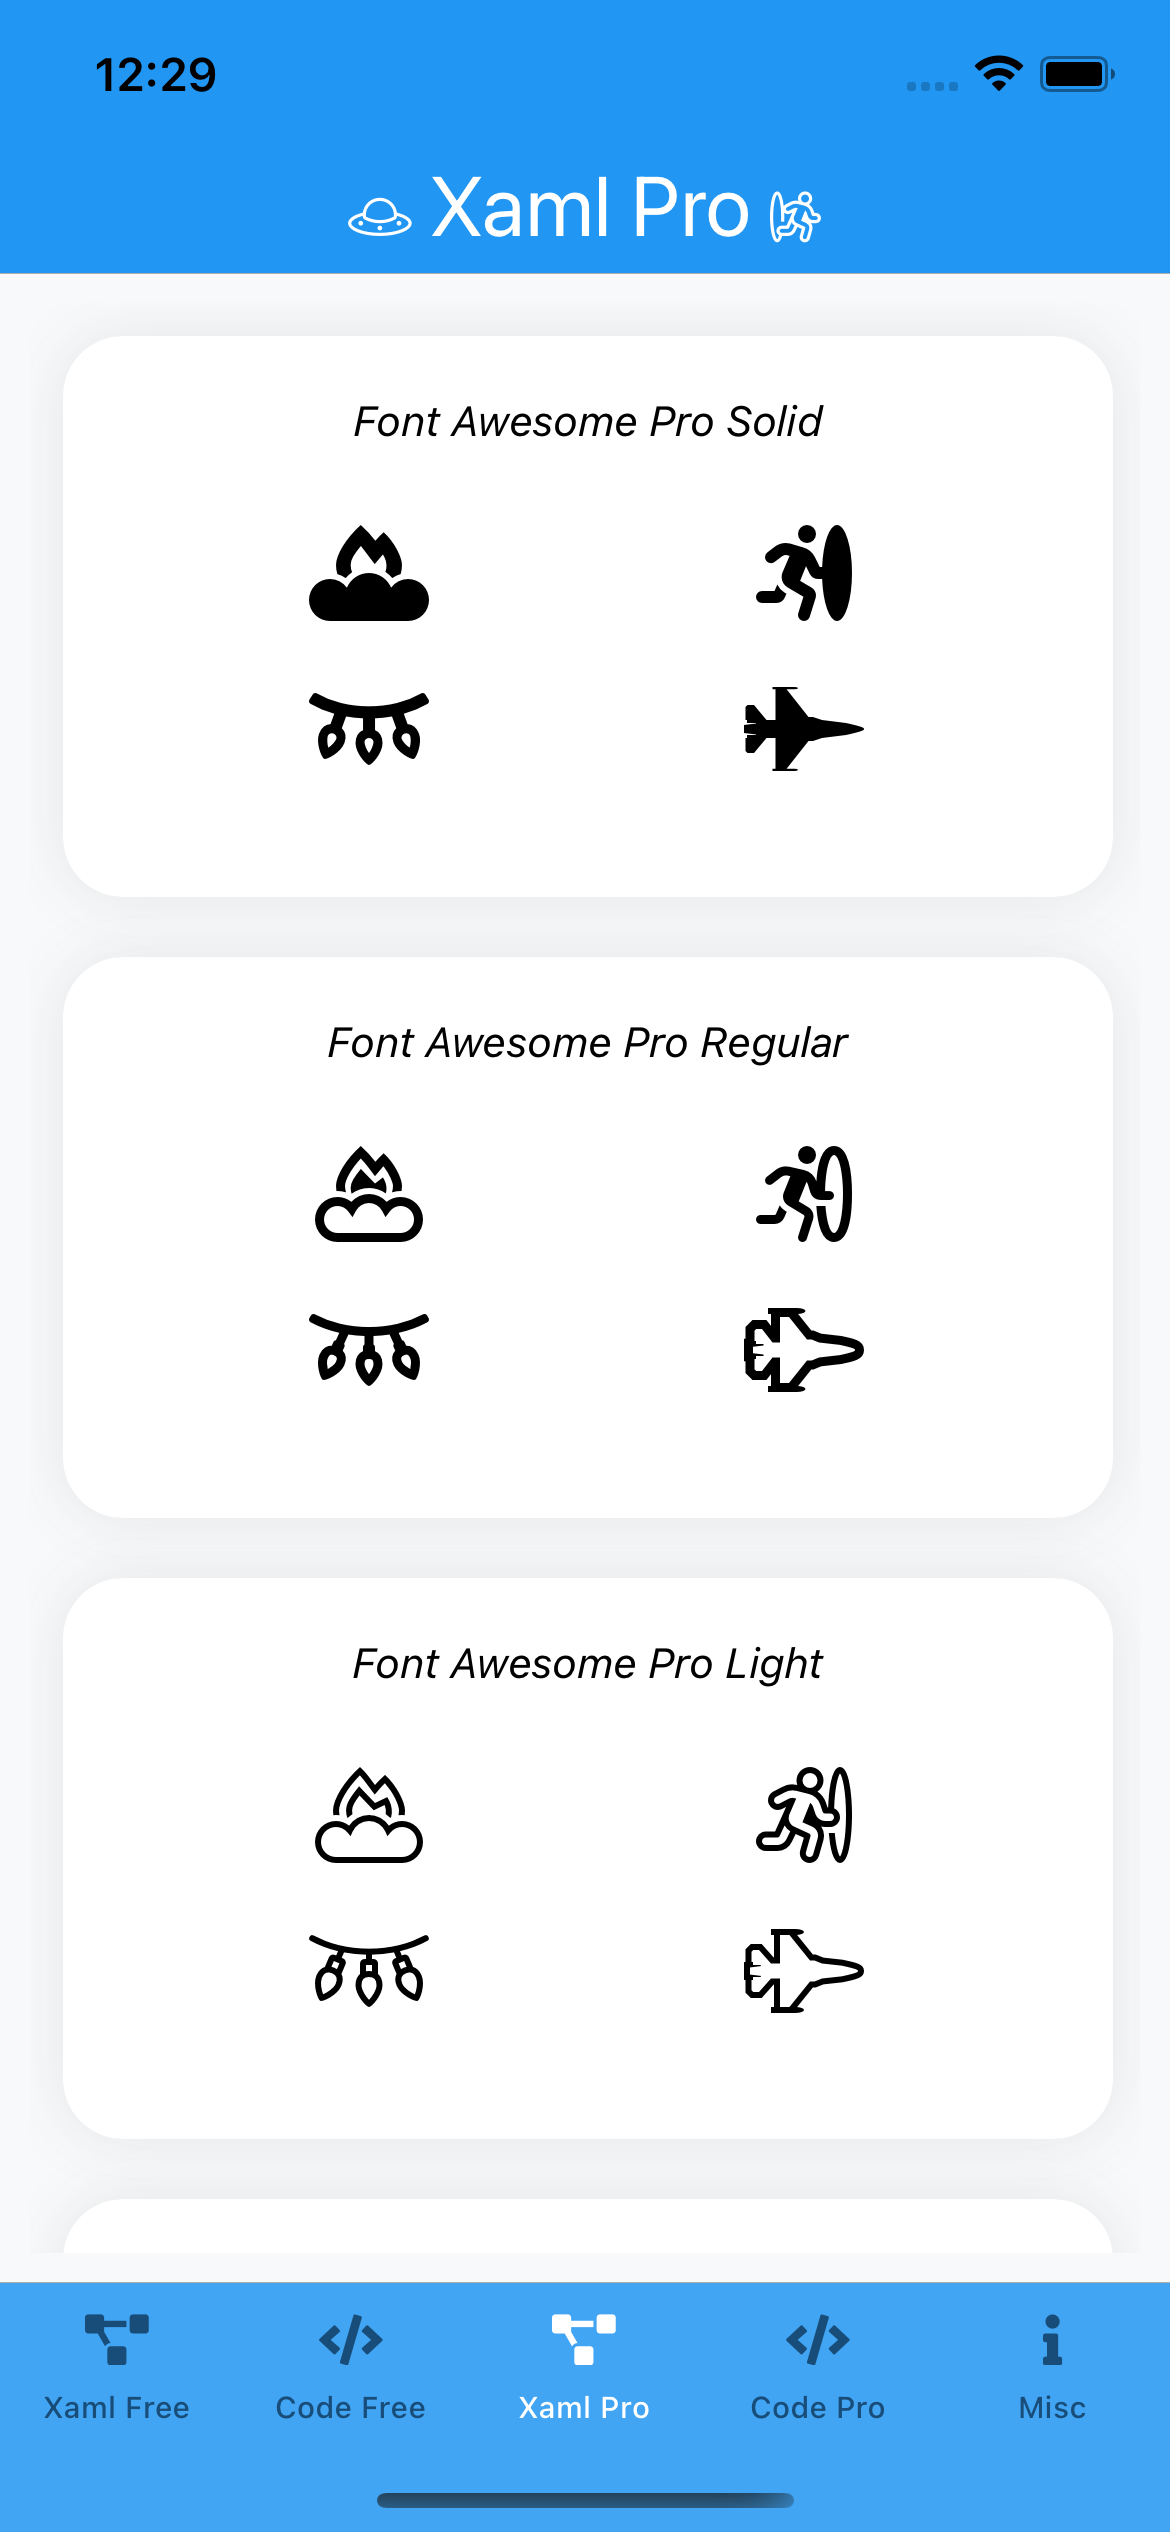 12:29
Xaml Pro
Font Awesome Pro Solid
Font Awesome Pro Regular
Font Awesome Pro Light
Xaml Free
Code Free
Xaml Pro
Code Pro
Misc